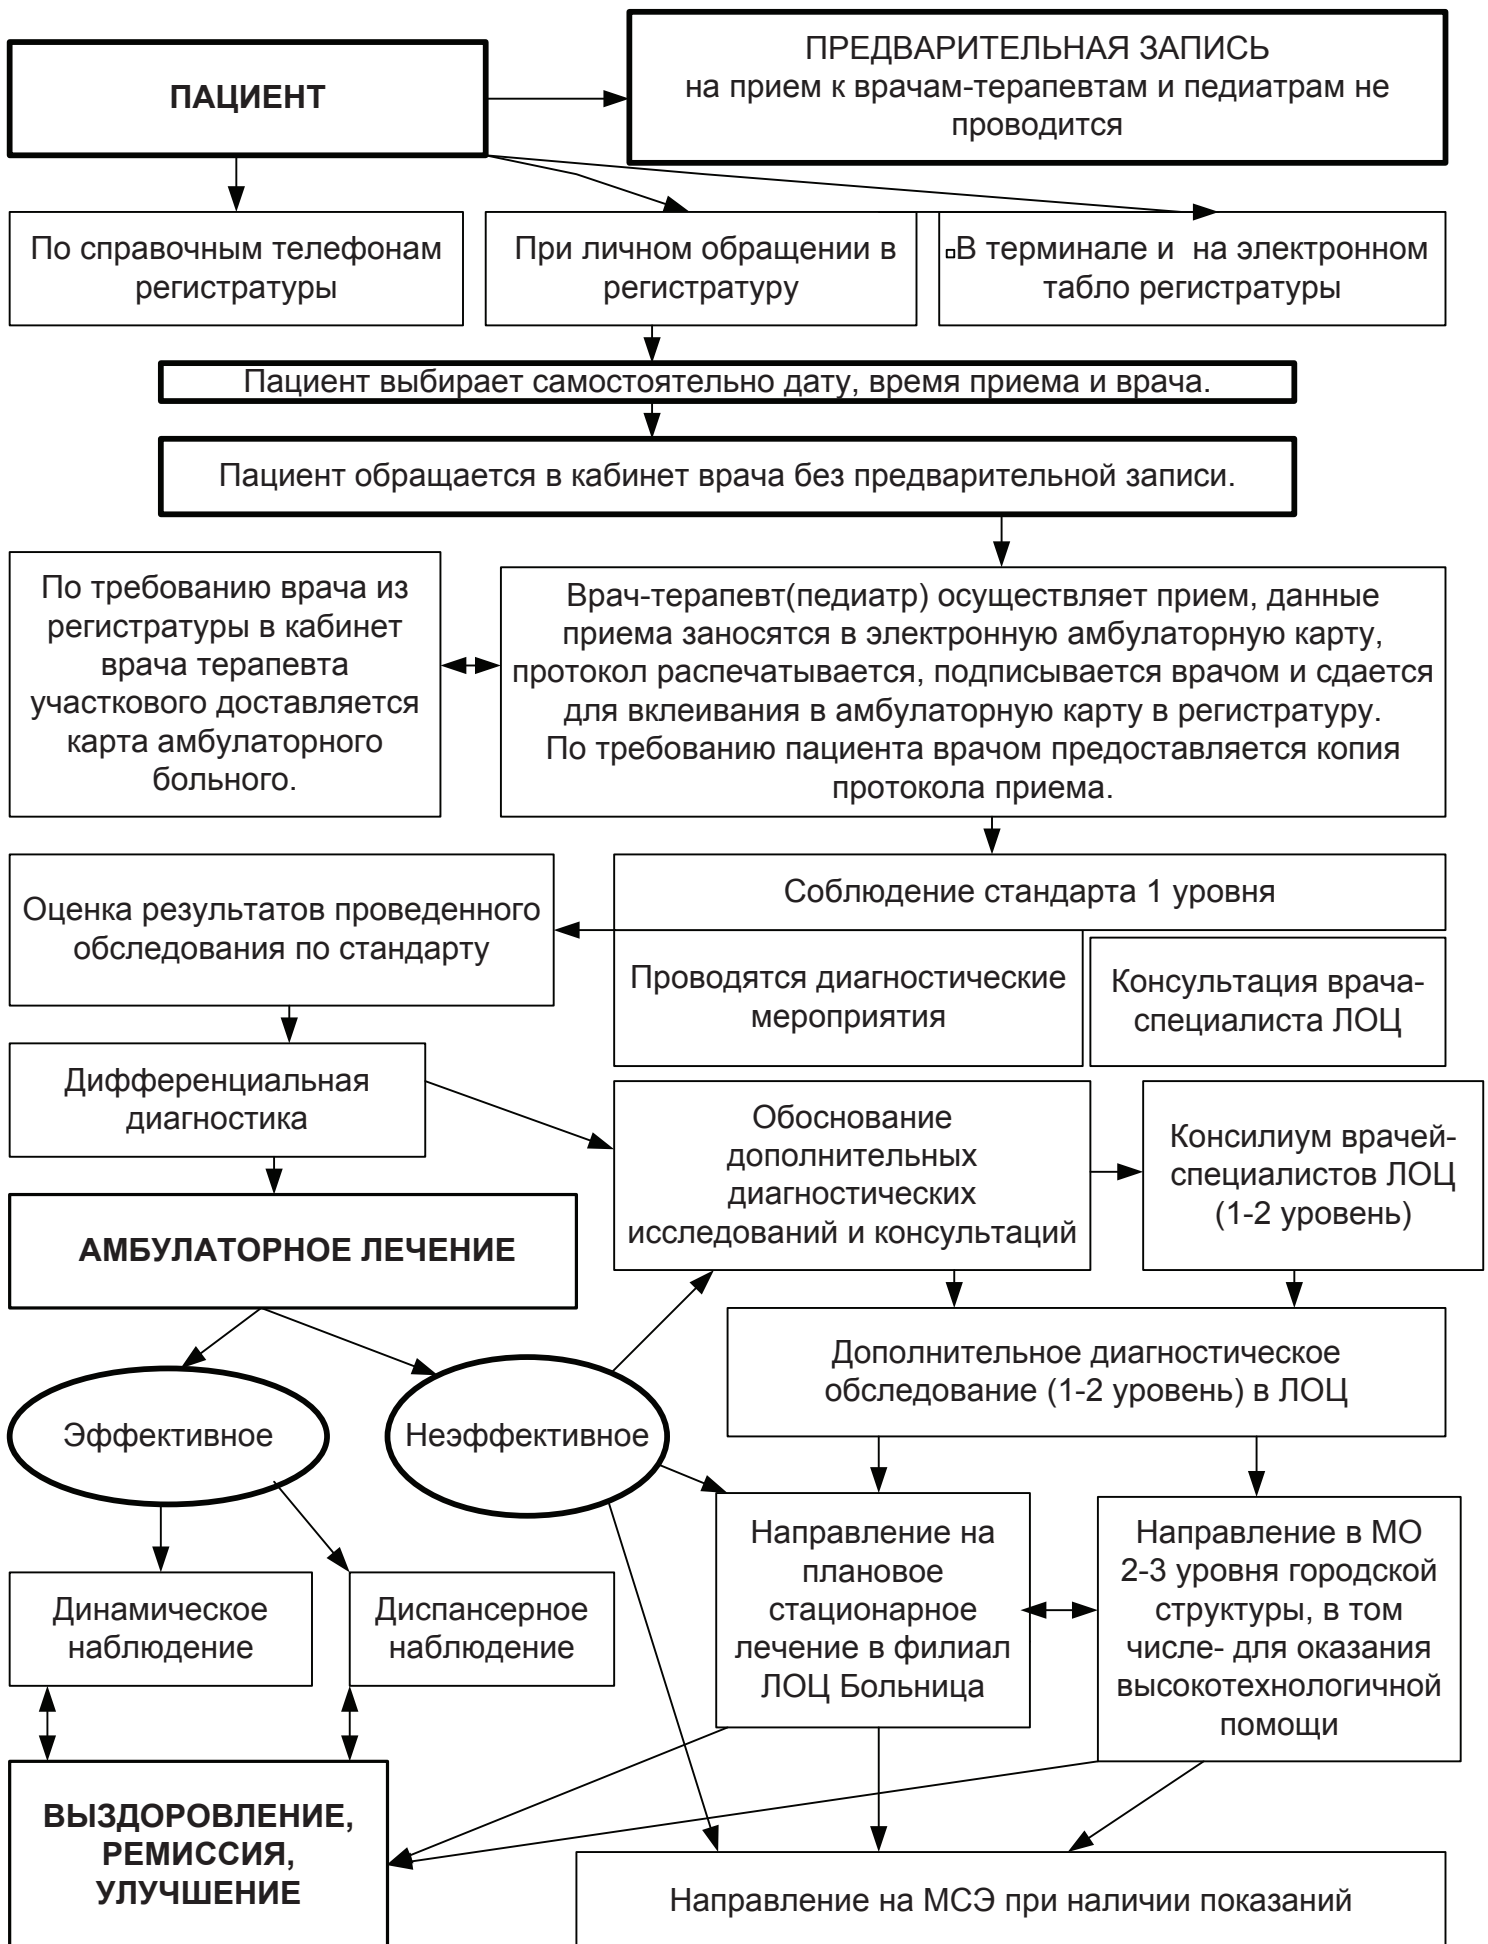 ПАЦИЕНТ
ПРЕДВАРИТЕЛЬНАЯ ЗАПИСЬ
на прием к врачам-терапевтам и педиатрам не
проводится
По справочным телефонам
регистратуры
При личном обращении в
регистратуру
В терминале и на электронном
табло регистратуры
Пациент выбирает самостоятельно дату, время приема и врача.
Пациент обращается в кабинет врача без предварительной записи.
По требованию врача из
регистратуры в кабинет
врача терапевта
участкового доставляется
карта амбулаторного
больного.
Врач-терапевт(педиатр) осуществляет прием, данные
приема заносятся в электронную амбулаторную карту,
протокол распечатывается, подписывается врачом и сдается
для вклеивания в амбулаторную карту в регистратуру.
По требованию пациента врачом предоставляется копия
протокола приема.
Оценка результатов проведенного
обследования по стандарту
Соблюдение стандарта 1 уровня
Проводятся диагностические
мероприятия
Консультация врача-
специалиста ЛОЦ
Дифференциальная
диагностика
Обоснование
дополнительных
диагностических
исследований и консультаций
Консилиум врачей-
специалистов ЛОЦ
(1-2 уровень)
АМБУЛАТОРНОЕ ЛЕЧЕНИЕ
Дополнительное диагностическое
обследование (1-2 уровень) в ЛОЦ
Эффективное
Неэффективное
Направление на
плановое
стационарное
лечение в филиал
ЛОЦ Больница
Направление в МО
2-3 уровня городской
структуры, в том
числе- для оказания
высокотехнологичной
помощи
Динамическое
наблюдение
Диспансерное
наблюдение
ВЫЗДОРОВЛЕНИЕ,
РЕМИССИЯ,
УЛУЧШЕНИЕ
Направление на МСЭ при наличии показаний